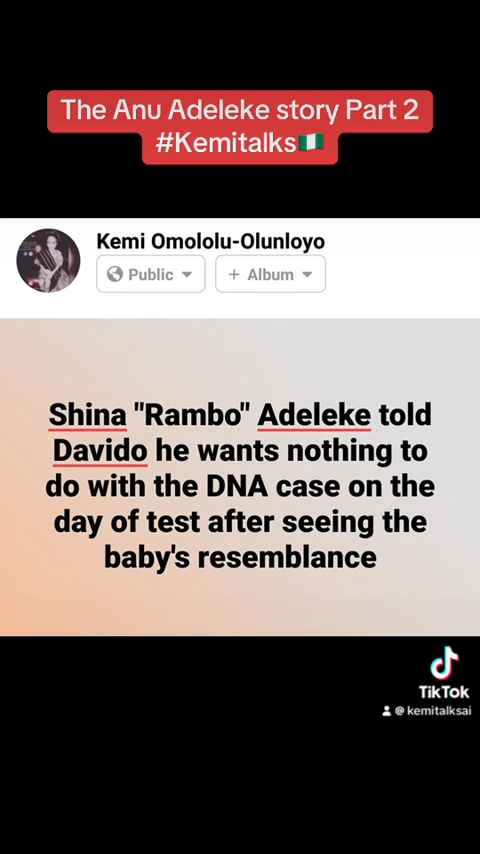 The Anu Adeleke story Part 2
#Kemitalks🇳🇬
Kemi Omololu-Olunloyo
Public
+ Album
Shina "Rambo" Adeleke told
Davido he wants nothing to
do with the DNA case on the
day of test after seeing the
baby's resemblance
TikTok
@kemitalksai